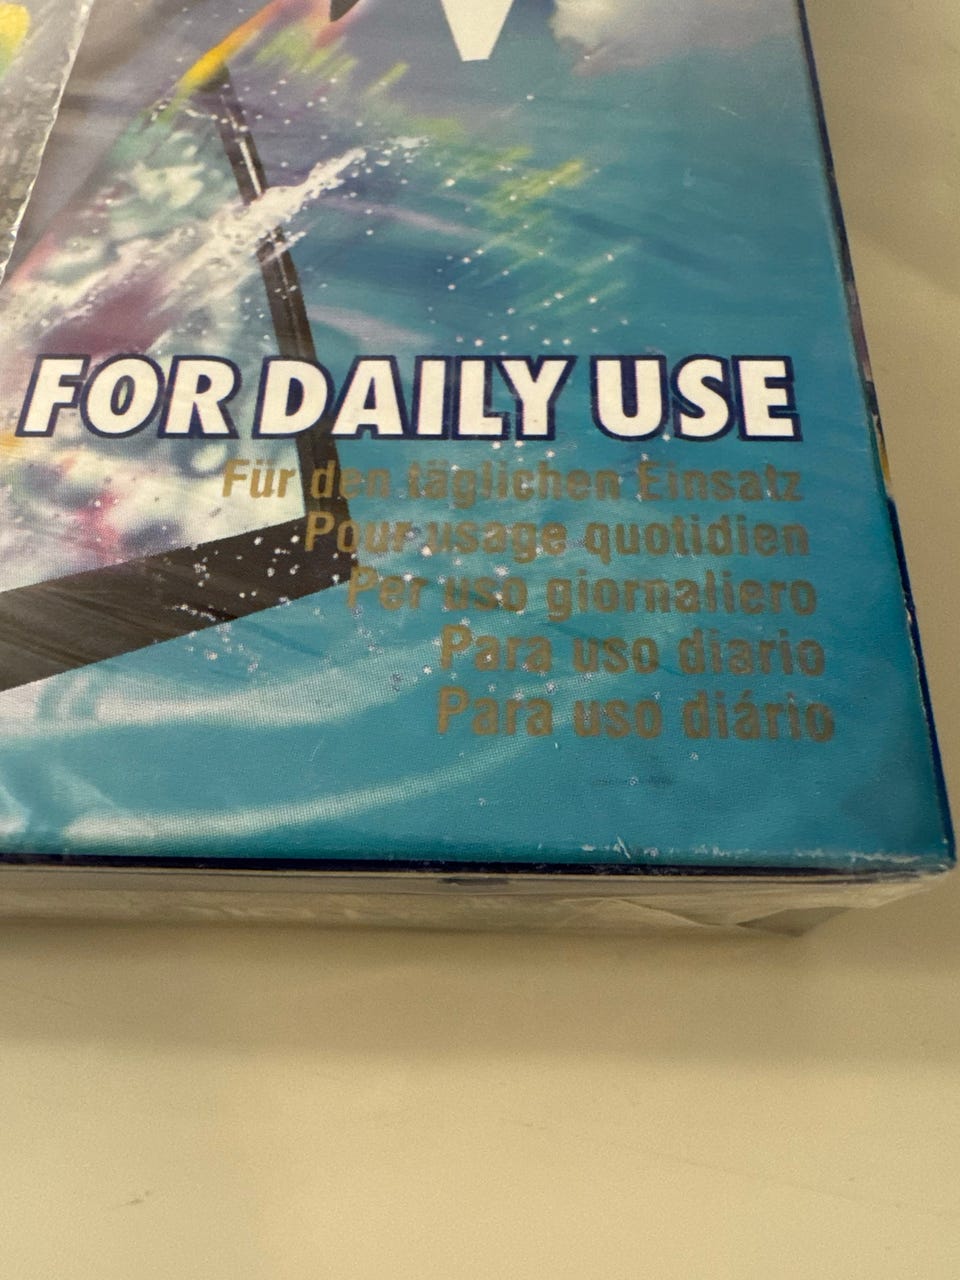 FOR DAILY USE
Für den täglichen Einsatz
Pour usage quotidien
Per uso giornaliero
Para uso diario
Para uso diário